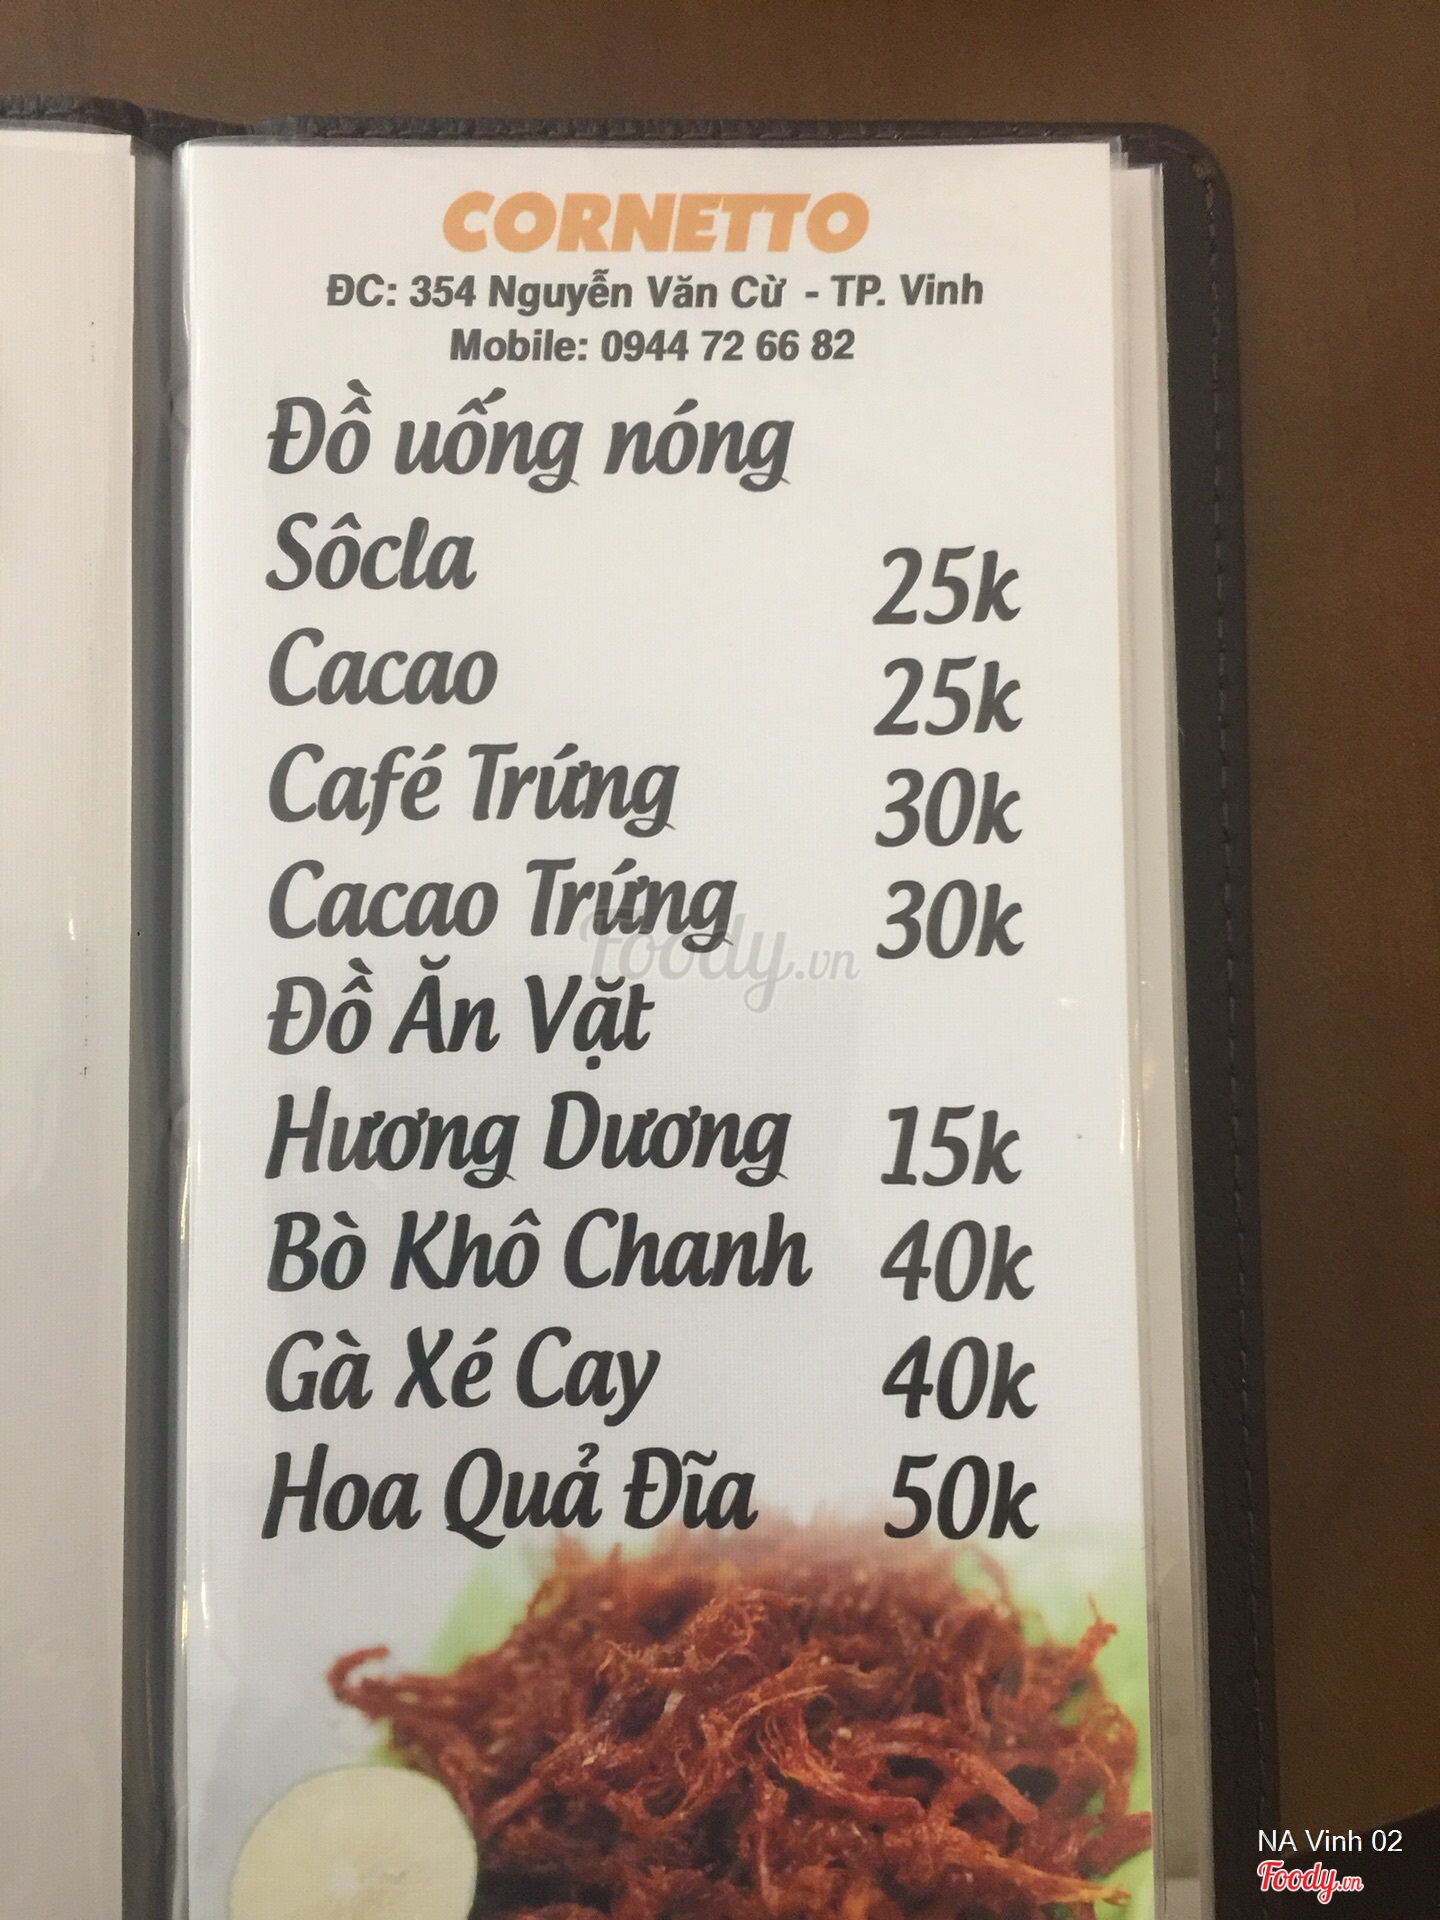 CORNETTO
ĐC: 354 Nguyễn Văn Cừ - TP. Vinh
Mobile: 0944 72 66 82
Đồ uống nóng
Sôcla 25k
Cacao 25k
Café Trứng 30k
Cacao Trứng 30k
Foody.vn
Đồ Ăn Vặt
Hương Dương 15k
Bò Khô Chanh 40k
Gà Xé Cay 40k
Hoa Quả Đĩa 50k
NA Vinh 02
Foody.vn